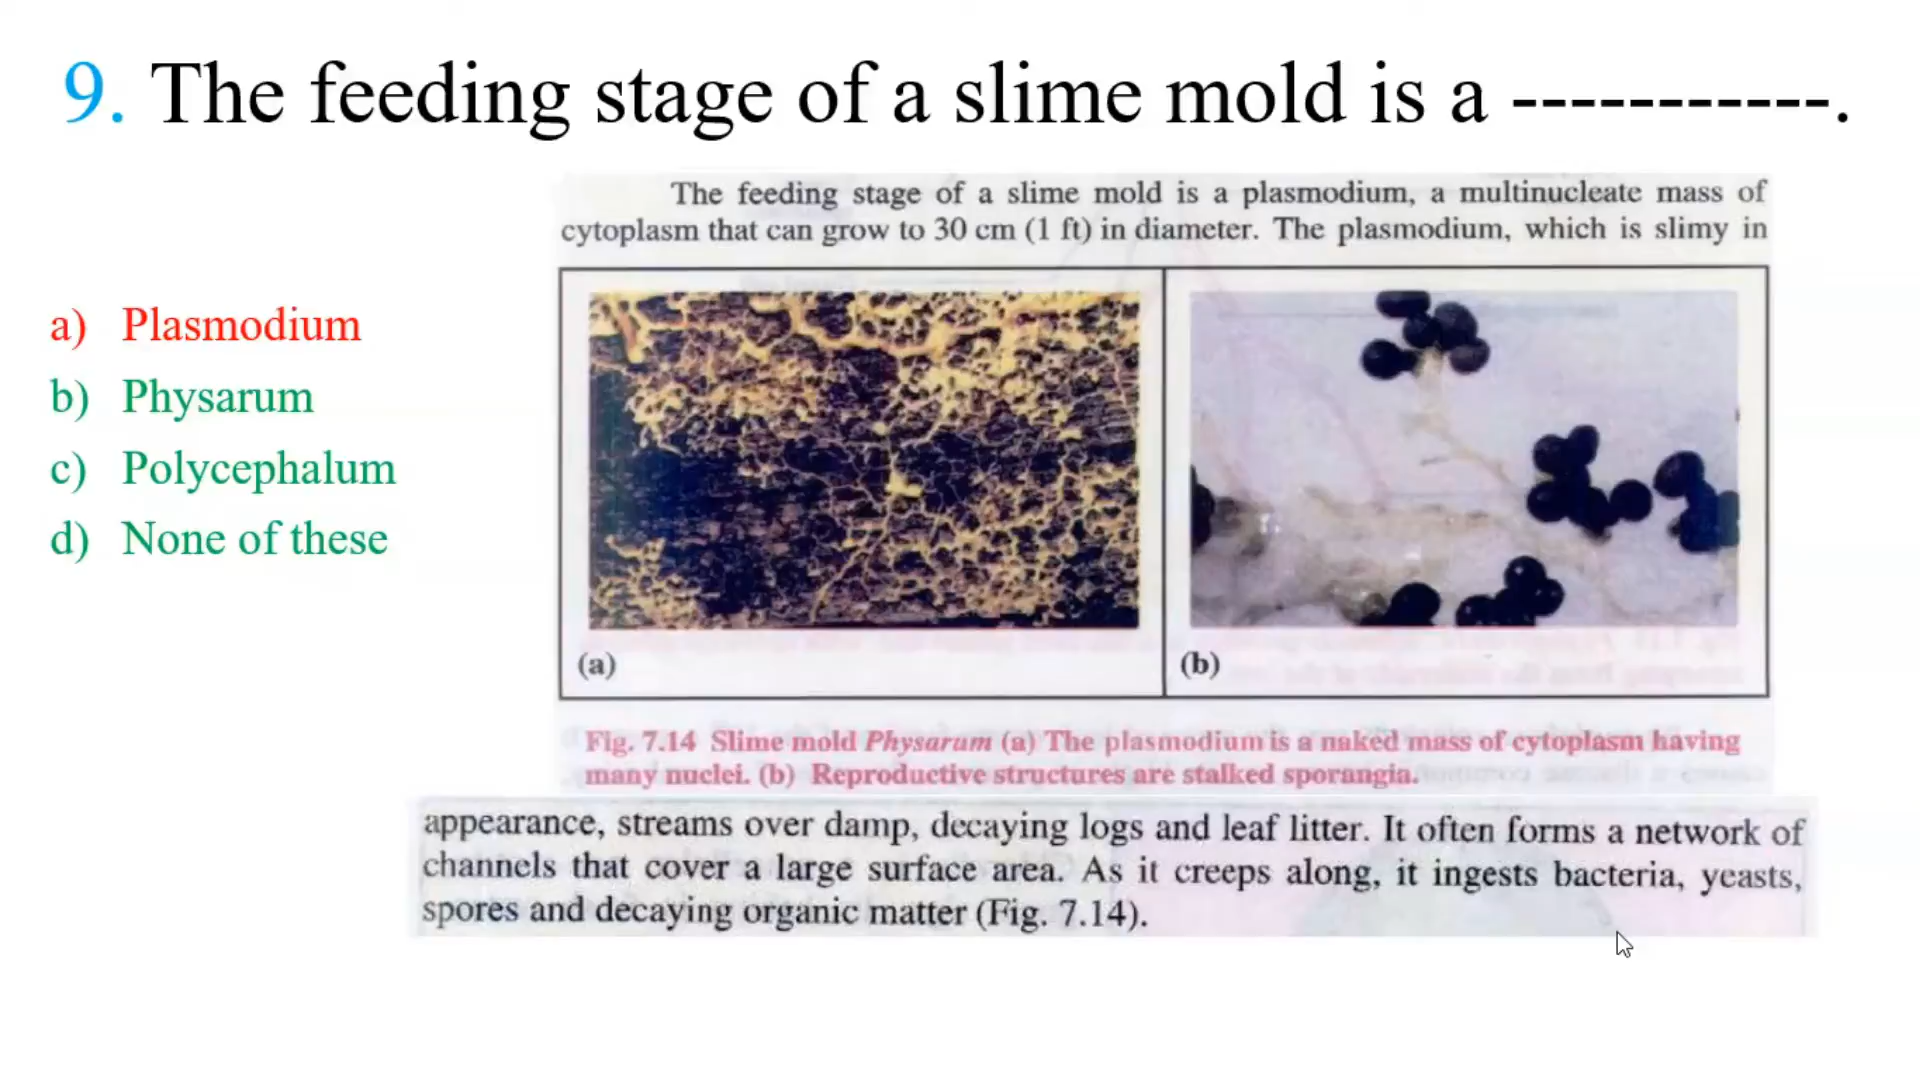 9. The feeding stage of a slime mold is a -----------.
The feeding stage of a slime mold is a plasmodium, a multinucleate mass of
cytoplasm that can grow to 30 cm (1 ft) in diameter. The plasmodium, which is slimy in
a) Plasmodium
b) Physarum
c) Polycephalum
d) None of these
(a)
(b)
Fig. 7.14 Slime mold Physarum (a) The plasmodium is a naked mass of cytoplasm having
many nuclei. (b) Reproductive structures are stalked sporangia.
appearance, streams over damp, decaying logs and leaf litter. It often forms a network of
channels that cover a large surface area. As it creeps along, it ingests bacteria, yeasts,
spores and decaying organic matter (Fig. 7.14).